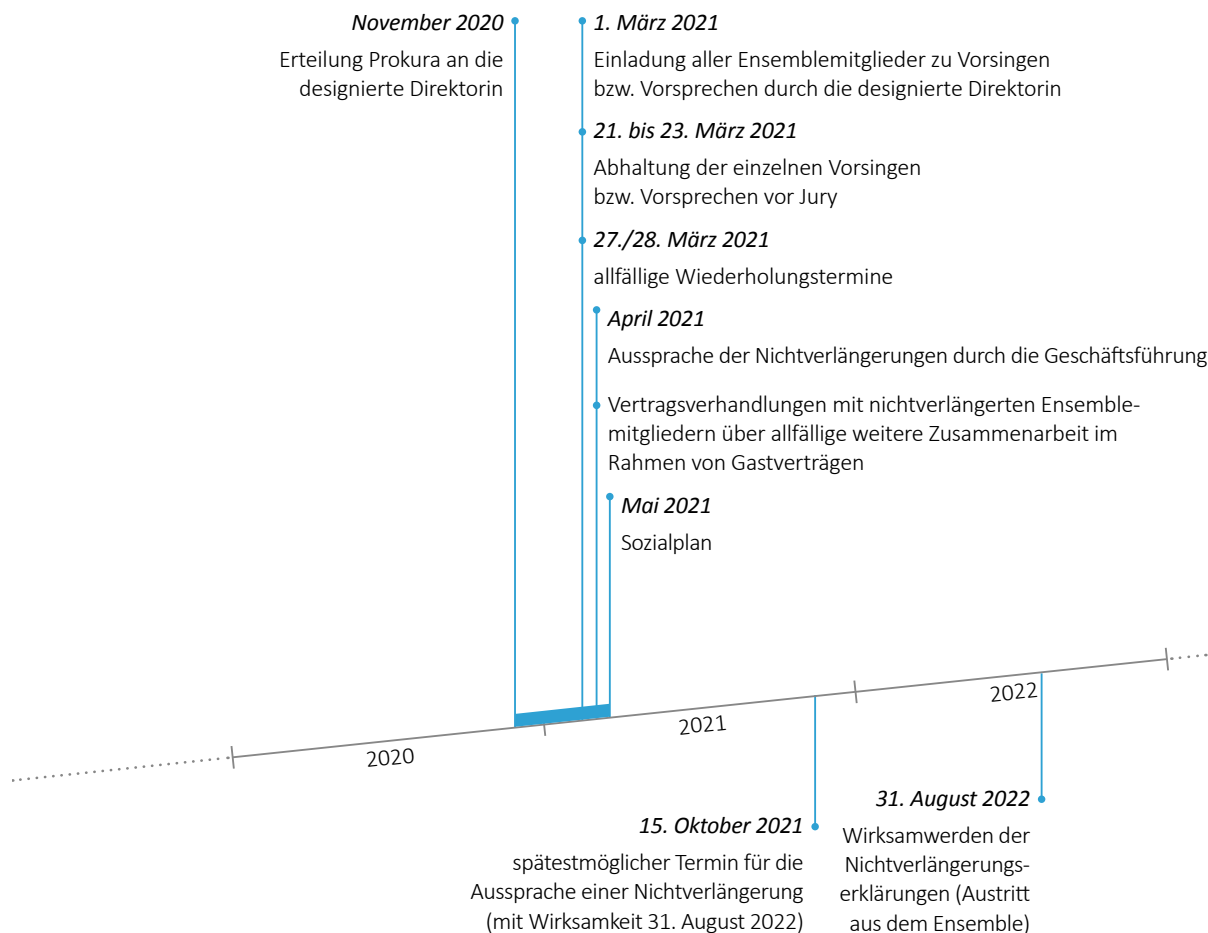 November 2020
Erteilung Prokura an die
designierte Direktorin
1. März 2021
Einladung aller Ensemblemitglieder zu Vorsingen
bzw. Vorsprechen durch die designierte Direktorin
21. bis 23. März 2021
Abhaltung der einzelnen Vorsingen
bzw. Vorsprechen vor Jury
27./28. März 2021
allfällige Wiederholungstermine
April 2021
Aussprache der Nichtverlängerungen durch die Geschäftsführung
Vertragsverhandlungen mit nichtverlängerten Ensemble-
mitgliedern über allfällige weitere Zusammenarbeit im
Rahmen von Gastverträgen
Mai 2021
Sozialplan
2020
2021
2022
15. Oktober 2021
spätestmöglicher Termin für die
Aussprache einer Nichtverlängerung
(mit Wirksamkeit 31. August 2022)
31. August 2022
Wirksamwerden der
Nichtverlängerungs-
erklärungen (Austritt
aus dem Ensemble)